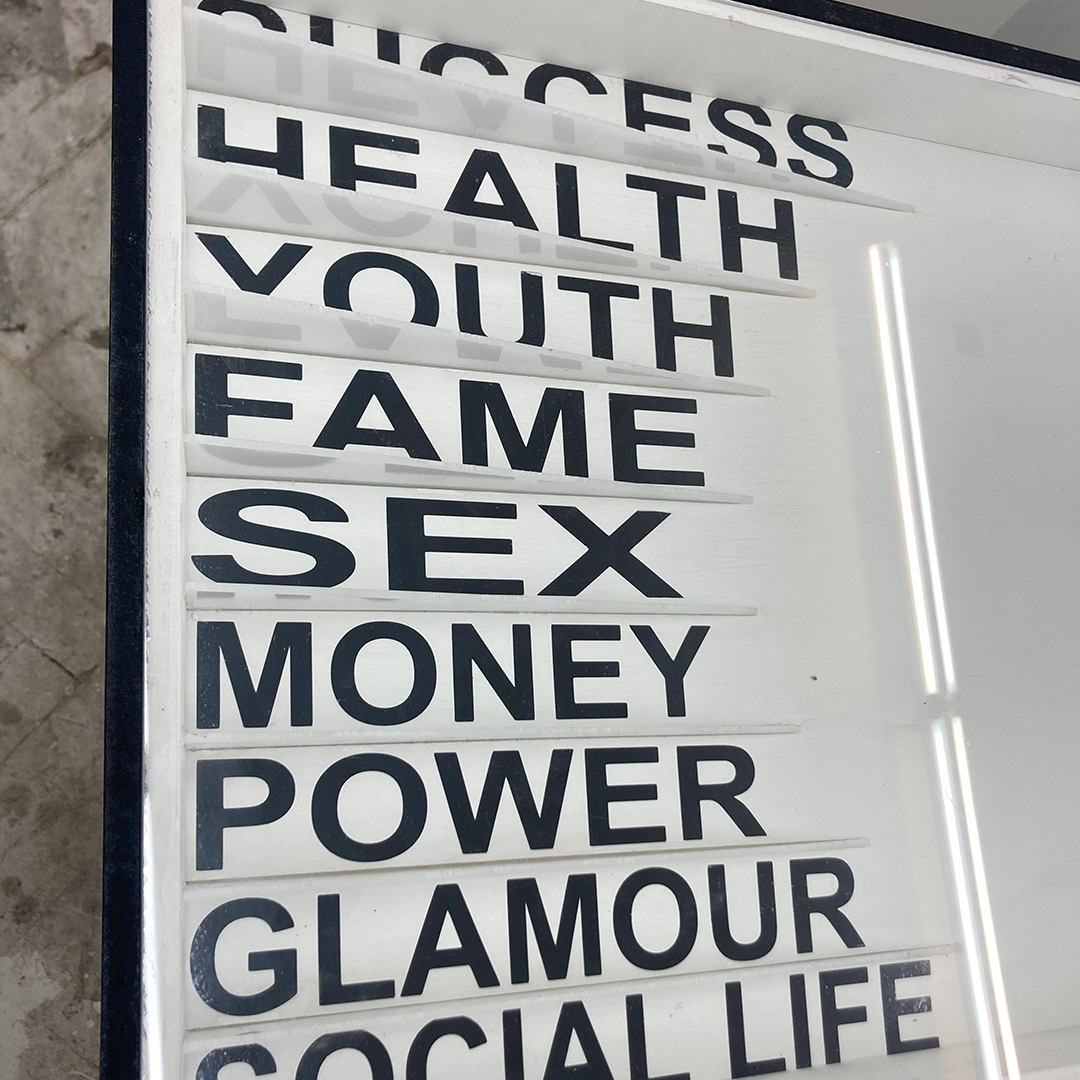 SUCCESS
HEALTH
YOUTH
FAME
SEX
MONEY
POWER
GLAMOUR
SOCIAL LIFE